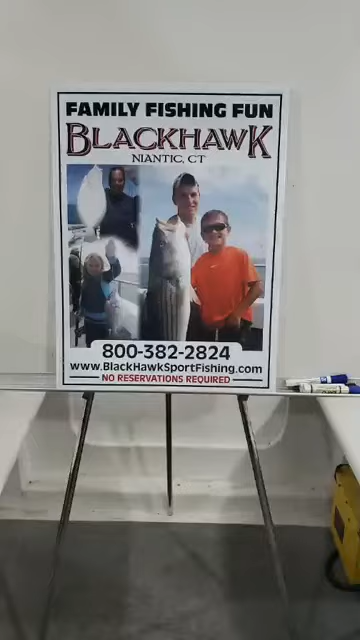 FAMILY FISHING FUN
BLACKHAWK
NIANTIC, CT
800-382-2824
www.BlackHawkSportFishing.com
NO RESERVATIONS REQUIRED